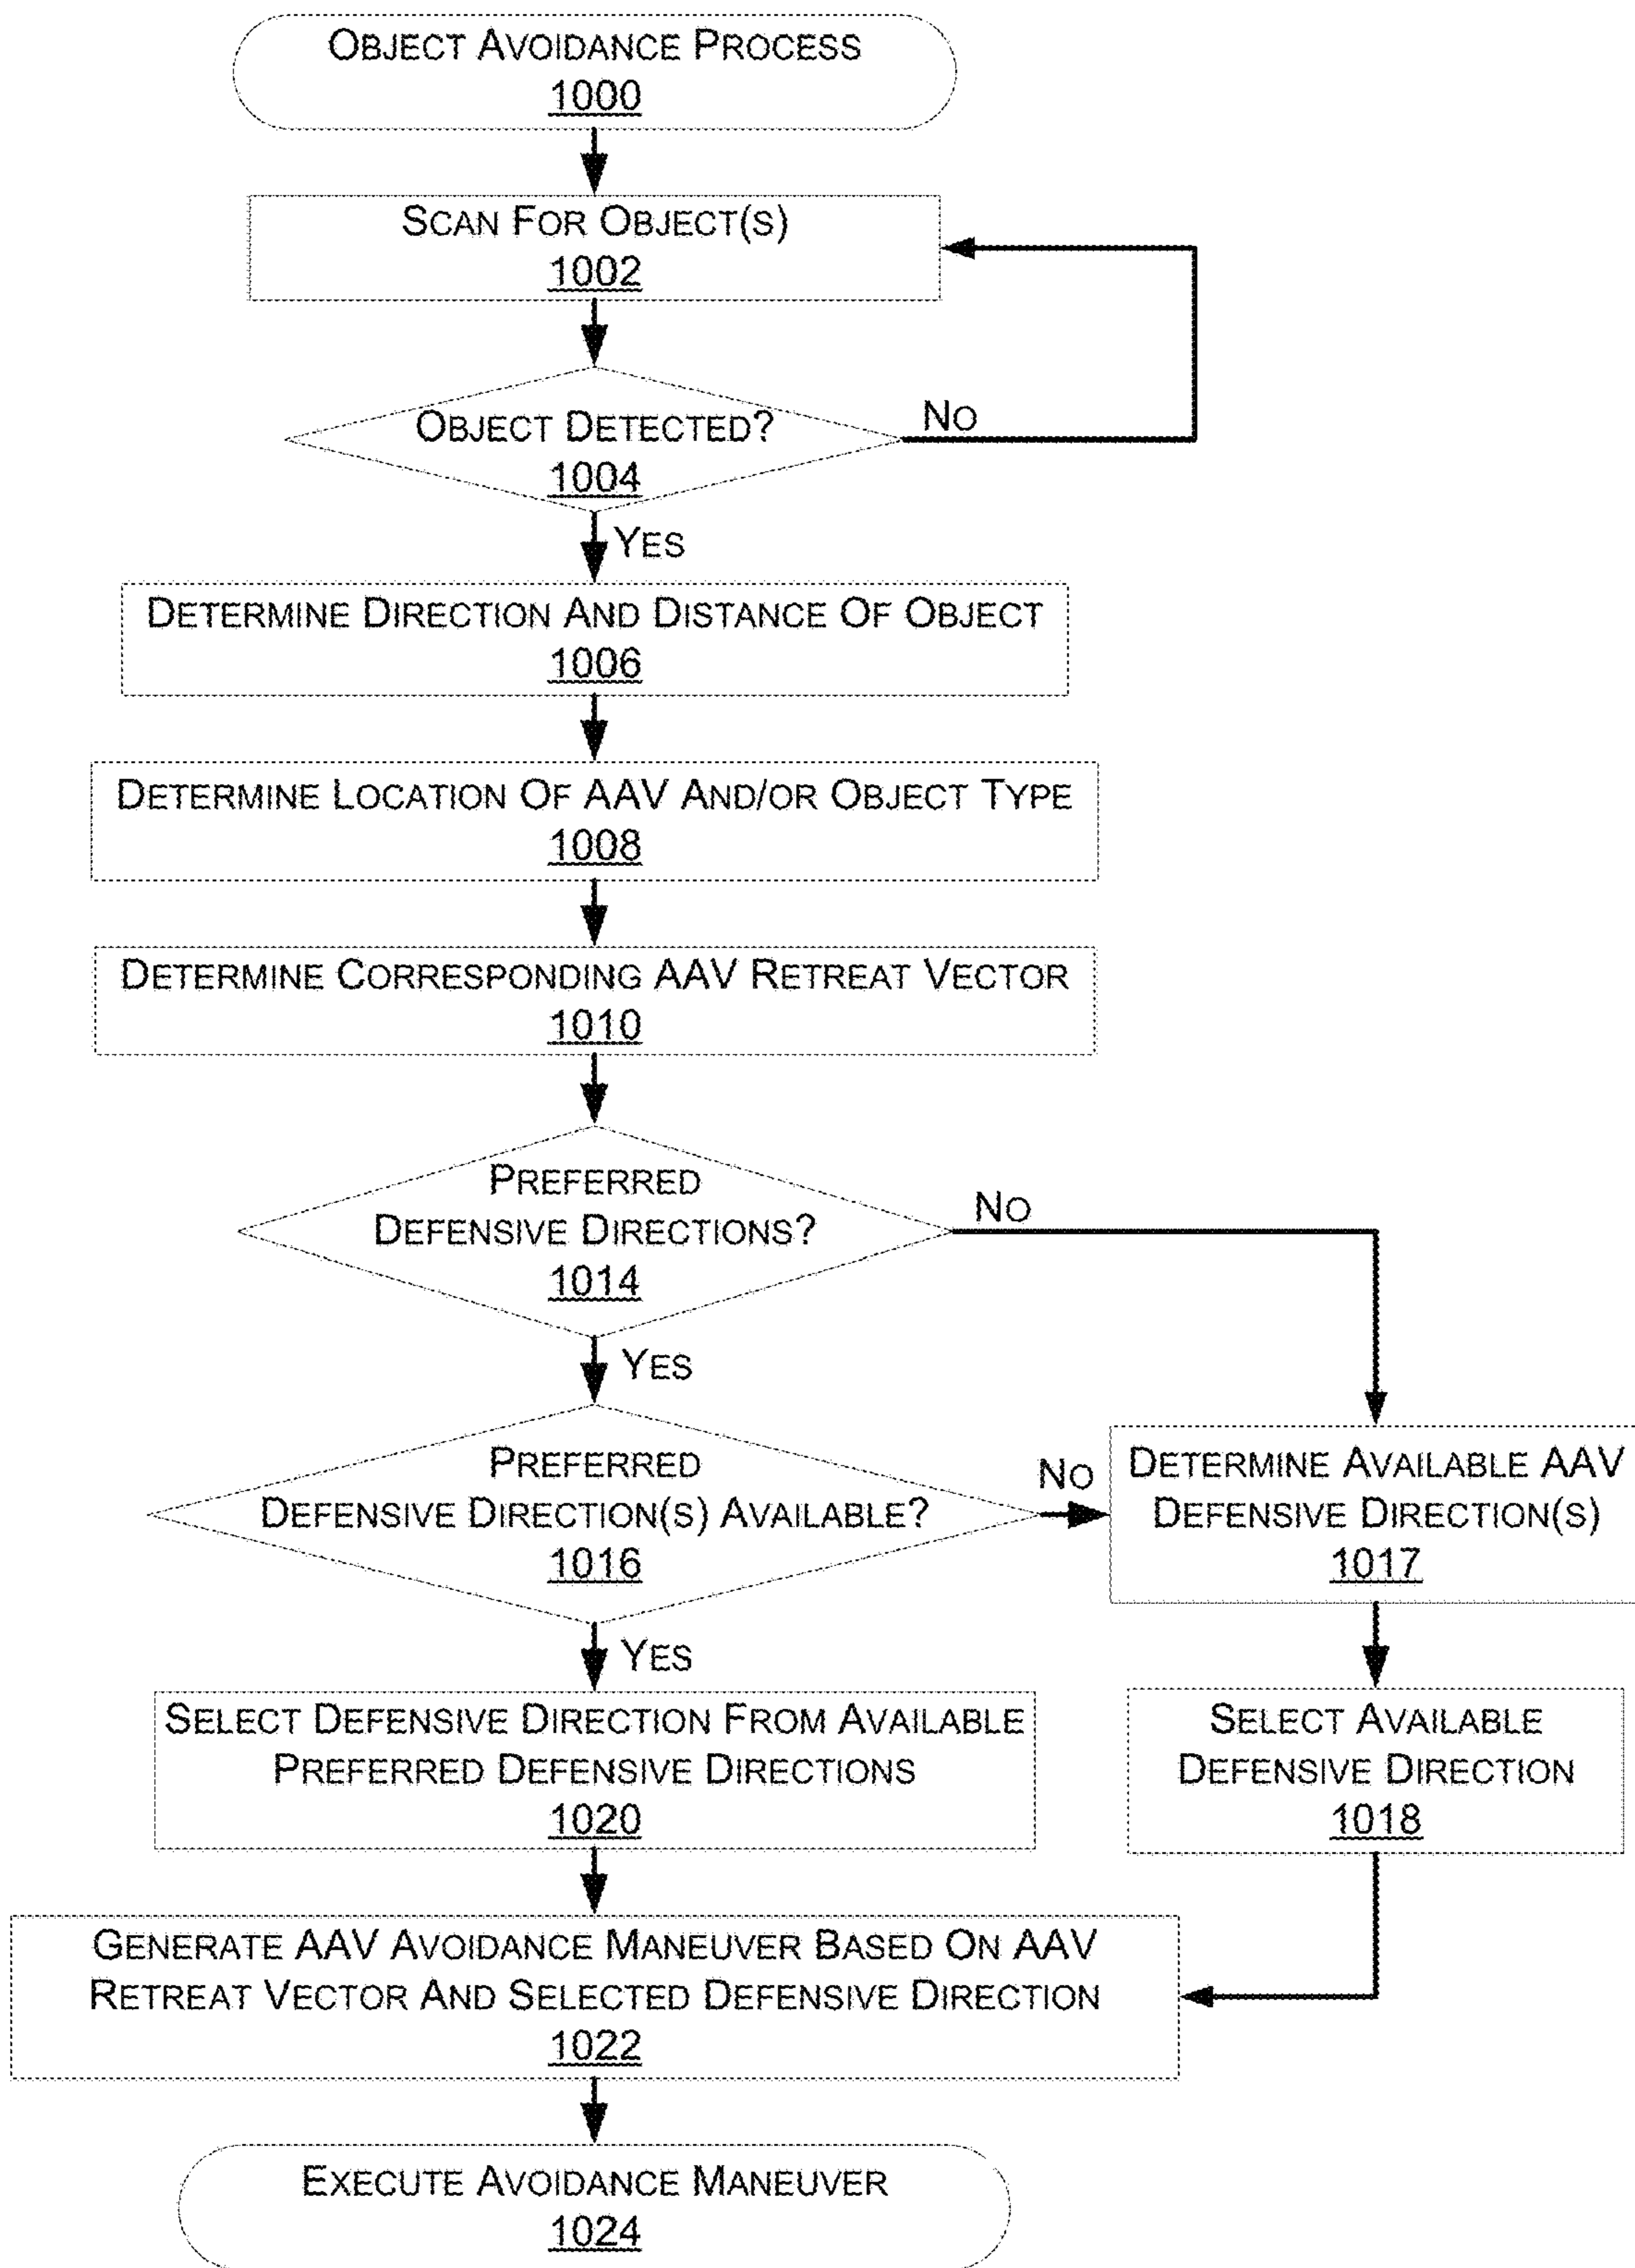 OBJECT AVOIDANCE PROCESS
1000
SCAN FOR OBJECT(S)
1002
OBJECT DETECTED?
1004
NO
YES
DETERMINE DIRECTION AND DISTANCE OF OBJECT
1006
DETERMINE LOCATION OF AAV AND/OR OBJECT TYPE
1008
DETERMINE CORRESPONDING AAV RETREAT VECTOR
1010
PREFERRED
DEFENSIVE DIRECTIONS?
1014
NO
YES
PREFERRED
DEFENSIVE DIRECTION(S) AVAILABLE?
1016
NO
DETERMINE AVAILABLE AAV
DEFENSIVE DIRECTION(S)
1017
YES
SELECT DEFENSIVE DIRECTION FROM AVAILABLE
PREFERRED DEFENSIVE DIRECTIONS
1020
SELECT AVAILABLE
DEFENSIVE DIRECTION
1018
GENERATE AAV AVOIDANCE MANEUVER BASED ON AAV
RETREAT VECTOR AND SELECTED DEFENSIVE DIRECTION
1022
EXECUTE AVOIDANCE MANEUVER
1024